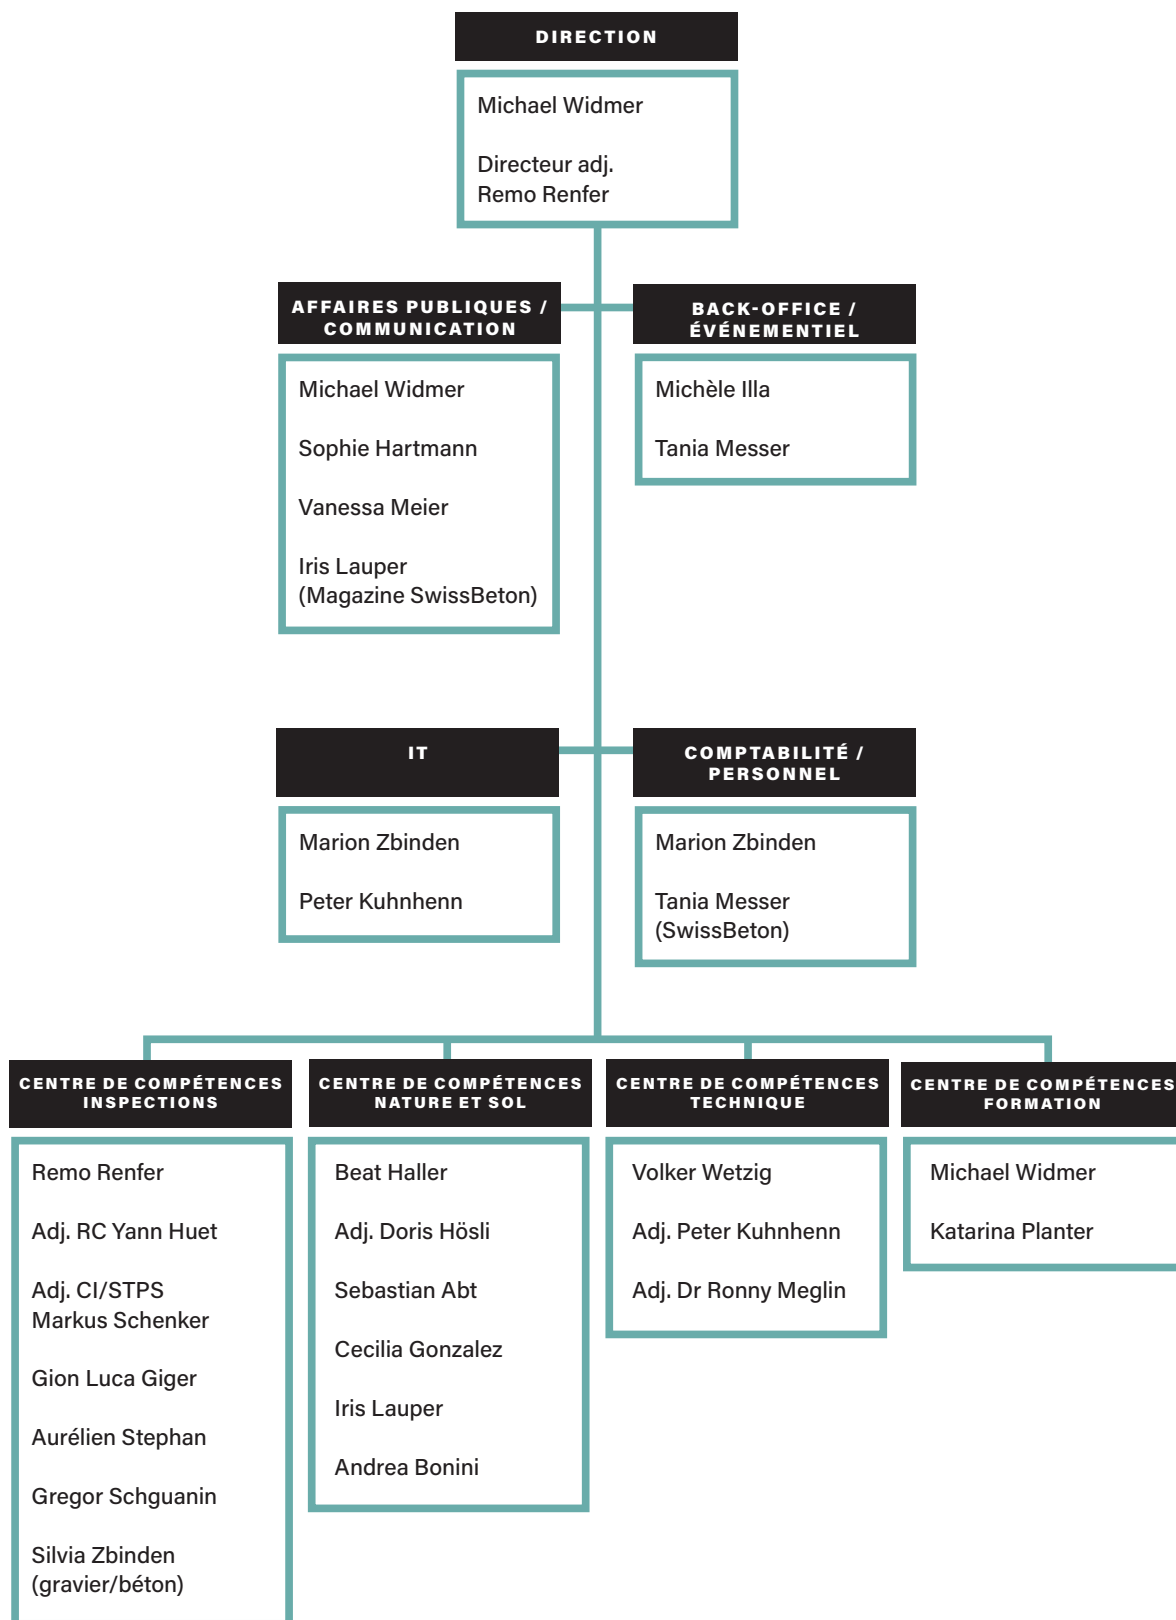 DIRECTION
Michael Widmer
Directeur adj.
Remo Renfer
AFFAIRES PUBLIQUES /
COMMUNICATION
Michael Widmer
Sophie Hartmann
Vanessa Meier
Iris Lauper
(Magazine SwissBeton)
BACK-OFFICE /
ÉVÉNEMENTIEL
Michèle Illa
Tania Messer
IT
Marion Zbinden
Peter Kuhnhenn
COMPTABILITÉ /
PERSONNEL
Marion Zbinden
Tania Messer
(SwissBeton)
CENTRE DE COMPÉTENCES
INSPECTIONS
Remo Renfer
Adj. RC Yann Huet
Adj. CI/STPS
Markus Schenker
Gion Luca Giger
Aurélien Stephan
Gregor Schguanin
Silvia Zbinden
(gravier/béton)
CENTRE DE COMPÉTENCES
NATURE ET SOL
Beat Haller
Adj. Doris Hösli
Sebastian Abt
Cecilia Gonzalez
Iris Lauper
Andrea Bonini
CENTRE DE COMPÉTENCES
TECHNIQUE
Volker Wetzig
Adj. Peter Kuhnhenn
Adj. Dr Ronny Meglin
CENTRE DE COMPÉTENCES
FORMATION
Michael Widmer
Katarina Planter